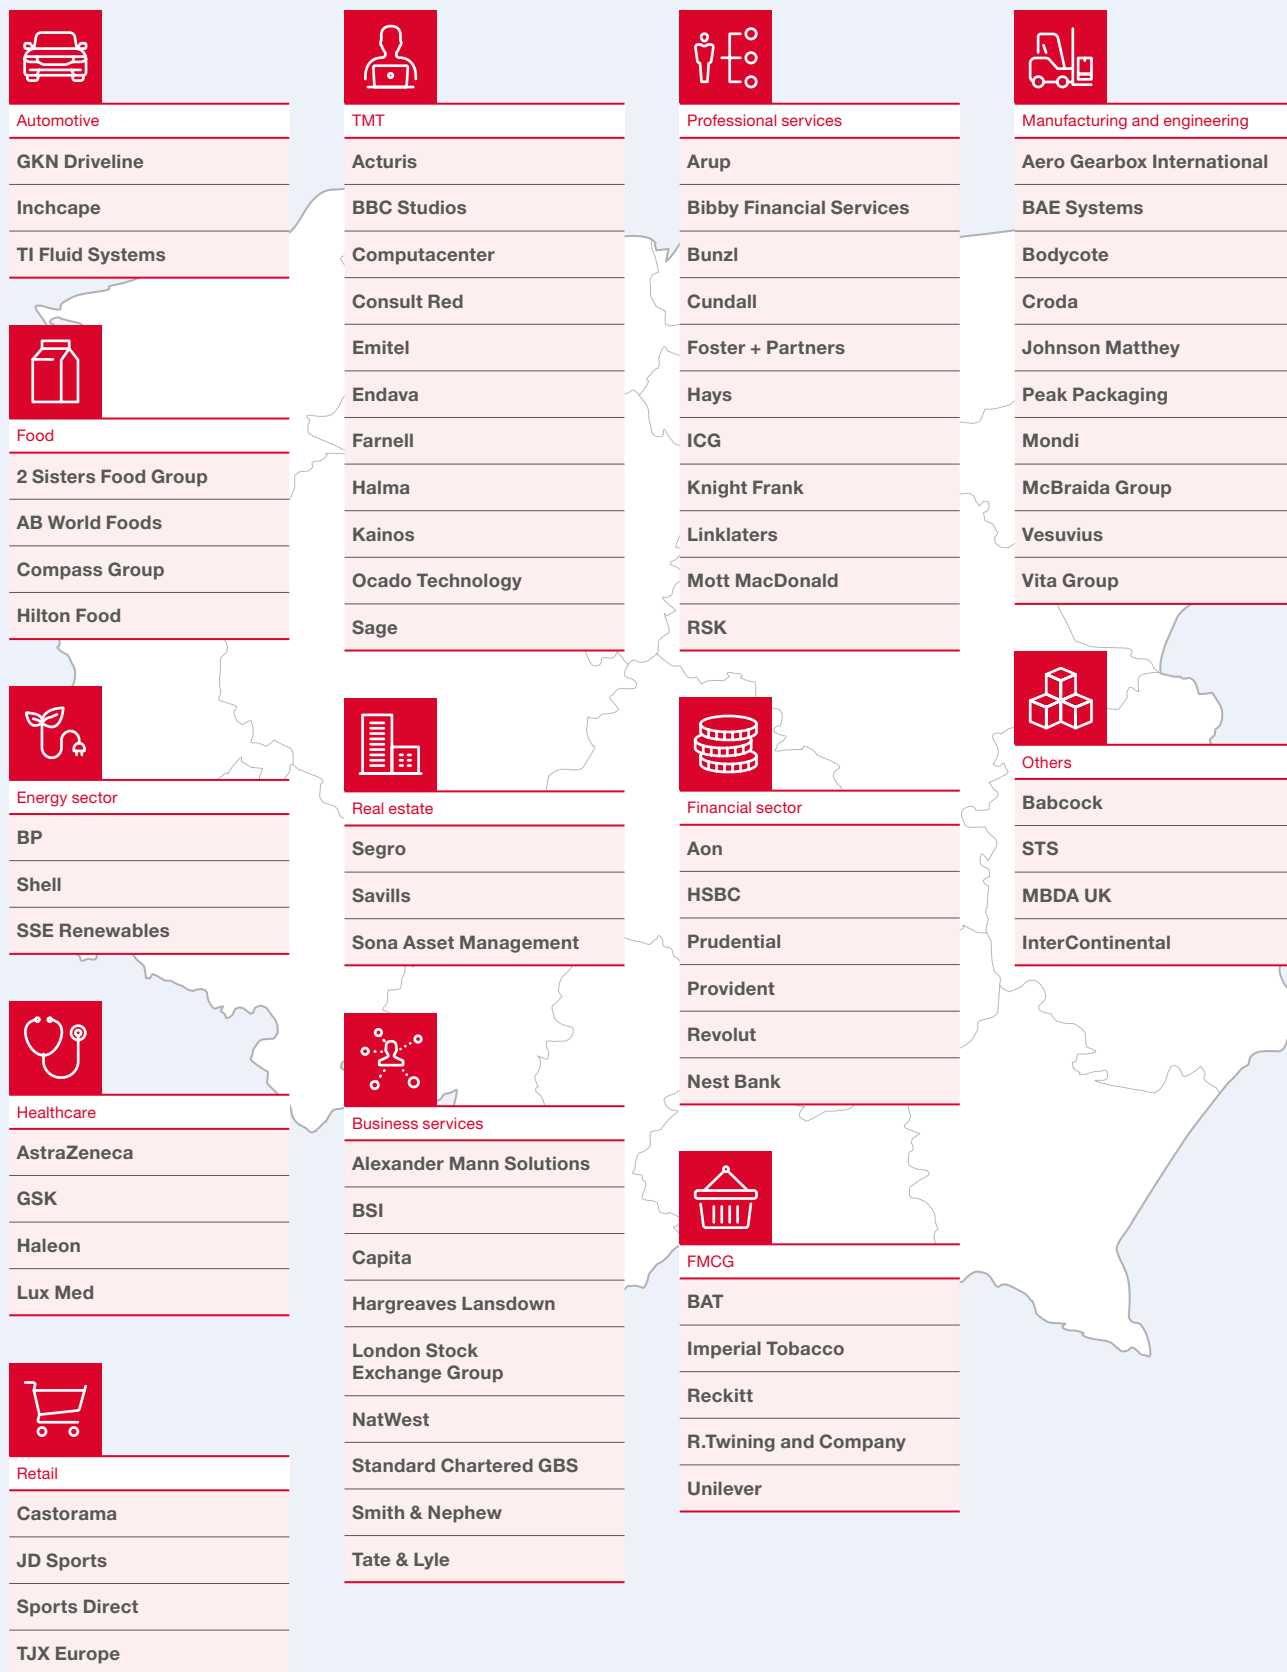 Automotive
GKN Driveline
Inchcape
TI Fluid Systems
Food
2 Sisters Food Group
AB World Foods
Compass Group
Hilton Food
Energy sector
BP
Shell
SSE Renewables
Healthcare
AstraZeneca
GSK
Haleon
Lux Med
Retail
Castorama
JD Sports
Sports Direct
TJX Europe
TMT
Acturis
BBC Studios
Computacenter
Consult Red
Emitel
Endava
Farnell
Halma
Kainos
Ocado Technology
Sage
Real estate
Segro
Savills
Sona Asset Management
Business services
Alexander Mann Solutions
BSI
Capita
Hargreaves Lansdown
London Stock
Exchange Group
NatWest
Standard Chartered GBS
Smith & Nephew
Tate & Lyle
Professional services
Arup
Bibby Financial Services
Bunzl
Cundall
Foster + Partners
Hays
ICG
Knight Frank
Linklaters
Mott MacDonald
RSK
Financial sector
Aon
HSBC
Prudential
Provident
Revolut
Nest Bank
FMCG
BAT
Imperial Tobacco
Reckitt
R.Twining and Company
Unilever
Manufacturing and engineering
Aero Gearbox International
BAE Systems
Bodycote
Croda
Johnson Matthey
Peak Packaging
Mondi
McBraida Group
Vesuvius
Vita Group
Others
Babcock
STS
MBDA UK
InterContinental